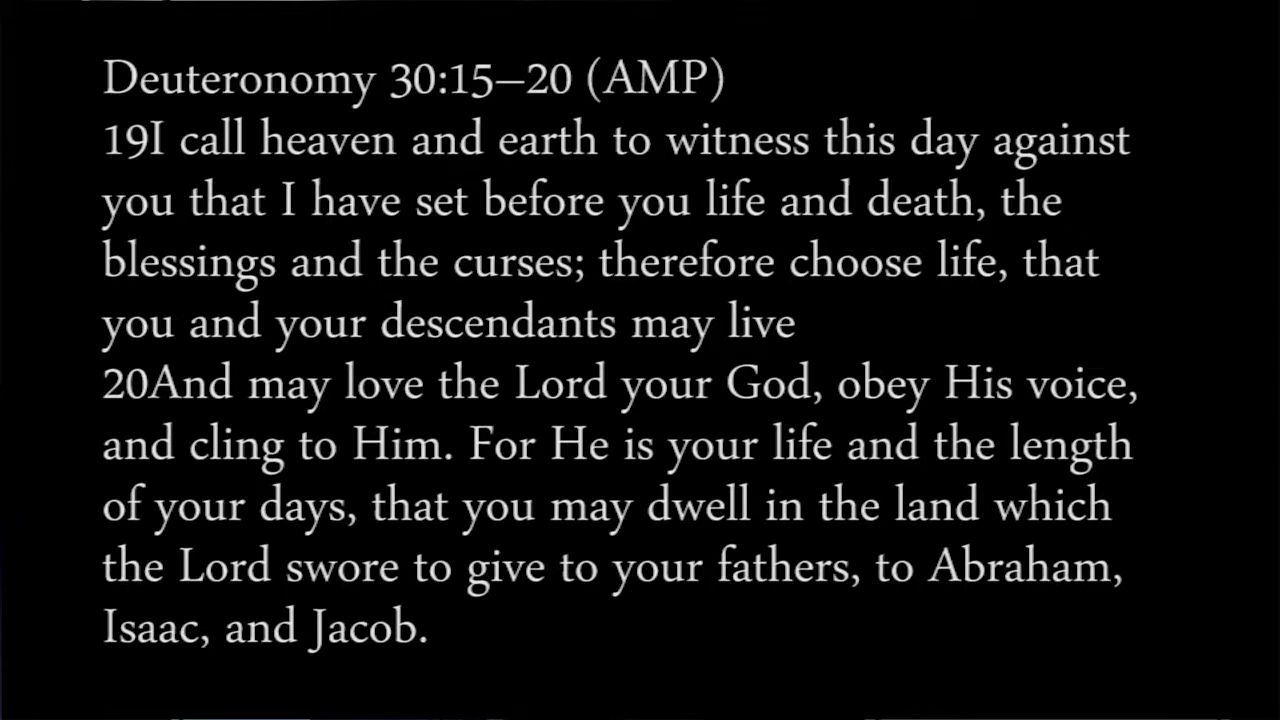 Deuteronomy 30:15–20 (AMP)
19I call heaven and earth to witness this day against
you that I have set before you life and death, the
blessings and the curses; therefore choose life, that
you and your descendants may live
20And may love the Lord your God, obey His voice,
and cling to Him. For He is your life and the length
of your days, that you may dwell in the land which
the Lord swore to give to your fathers, to Abraham,
Isaac, and Jacob.